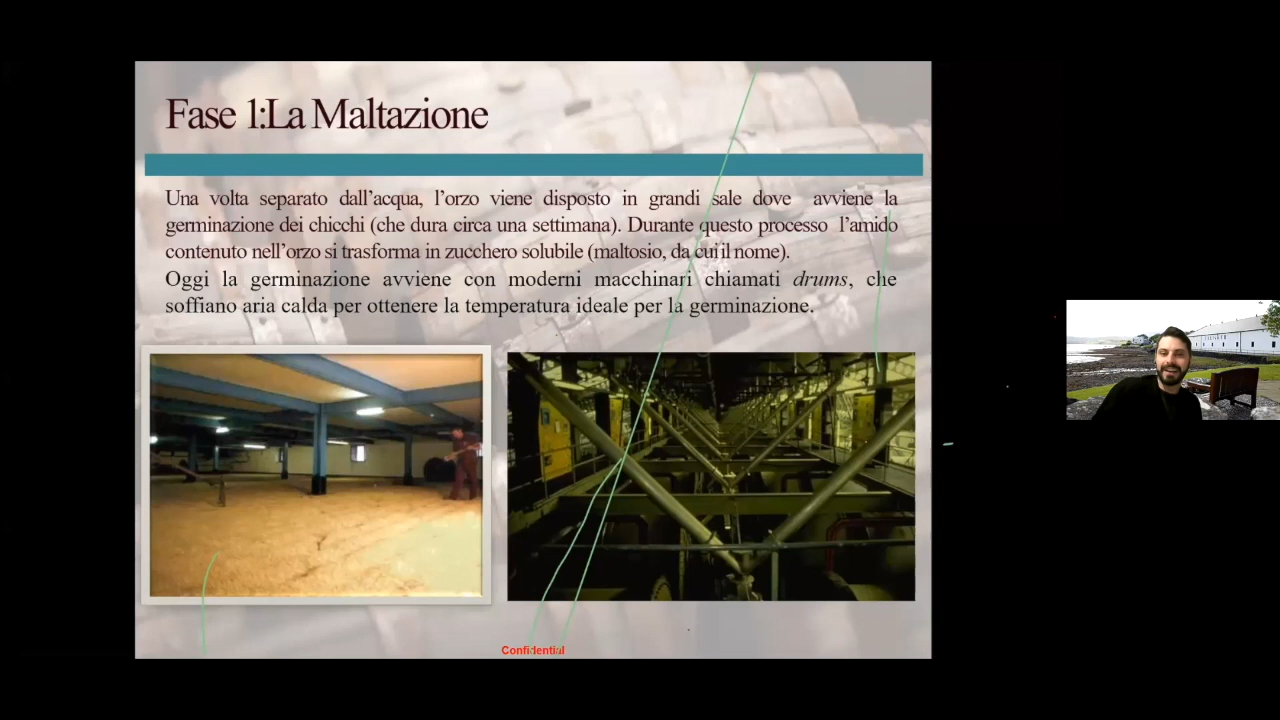 Fase 1:La Maltazione
Una volta separato dall'acqua, l'orzo viene disposto in grandi sale dove avviene la
germinazione dei chicchi (che dura circa una settimana). Durante questo processo l'amido
contenuto nell'orzo si trasforma in zucchero solubile (maltosio, da cui il nome).
Oggi la germinazione avviene con moderni macchinari chiamati drums, che
soffiano aria calda per ottenere la temperatura ideale per la germinazione.
Confidential